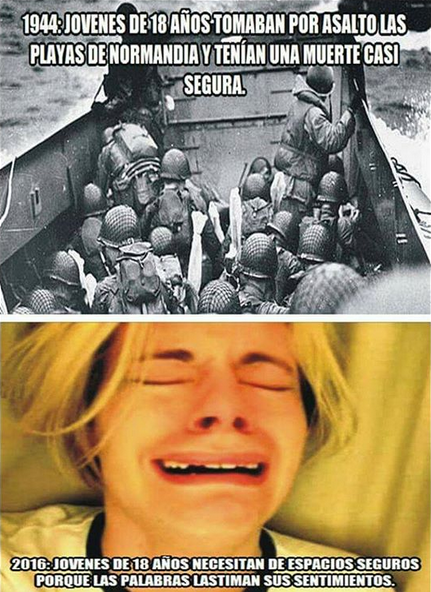 1944: JOVENES DE 18 AÑOS TOMABAN POR ASALTO LAS
PLAYAS DE NORMANDIA Y TENÍAN UNA MUERTE CASI
SEGURA.
2016: JOVENES DE 18 AÑOS NECESITAN DE ESPACIOS SEGUROS
PORQUE LAS PALABRAS LASTIMAN SUS SENTIMIENTOS.